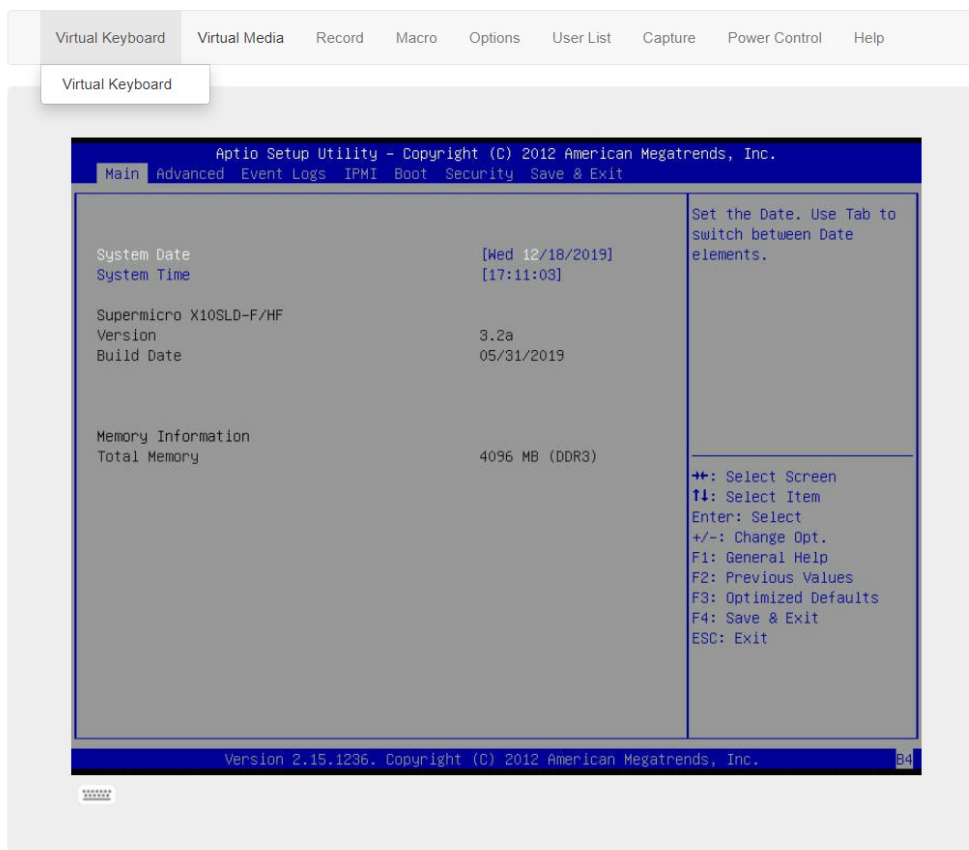 Virtual Keyboard Virtual Media Record Macro Options User List Capture Power Control Help
Virtual Keyboard
Aptio Setup Utility – Copyright (C) 2012 American Megatrends, Inc.
Main Advanced Event Logs IPMI Boot Security Save & Exit
System Date [Wed 12/18/2019]
System Time [17:11:03]
Supermicro X10SLD-F/HF
Version 3.2a
Build Date 05/31/2019
Memory Information
Total Memory 4096 MB (DDR3)
Set the Date. Use Tab to
switch between Date
elements.
→←: Select Screen
↑↓: Select Item
Enter: Select
+/-: Change Opt.
F1: General Help
F2: Previous Values
F3: Optimized Defaults
F4: Save & Exit
ESC: Exit
Version 2.15.1236. Copyright (C) 2012 American Megatrends, Inc.
B4